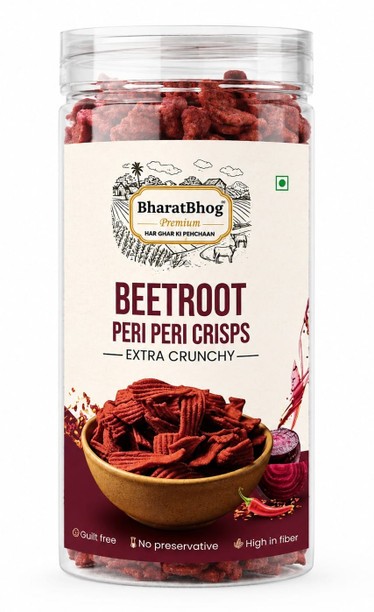 BharatBhog®
Premium
HAR GHAR KI PEHCHAAN
BEETROOT
PERI PERI CRISPS
EXTRA CRUNCHY
Guilt free
No preservative
High in fiber